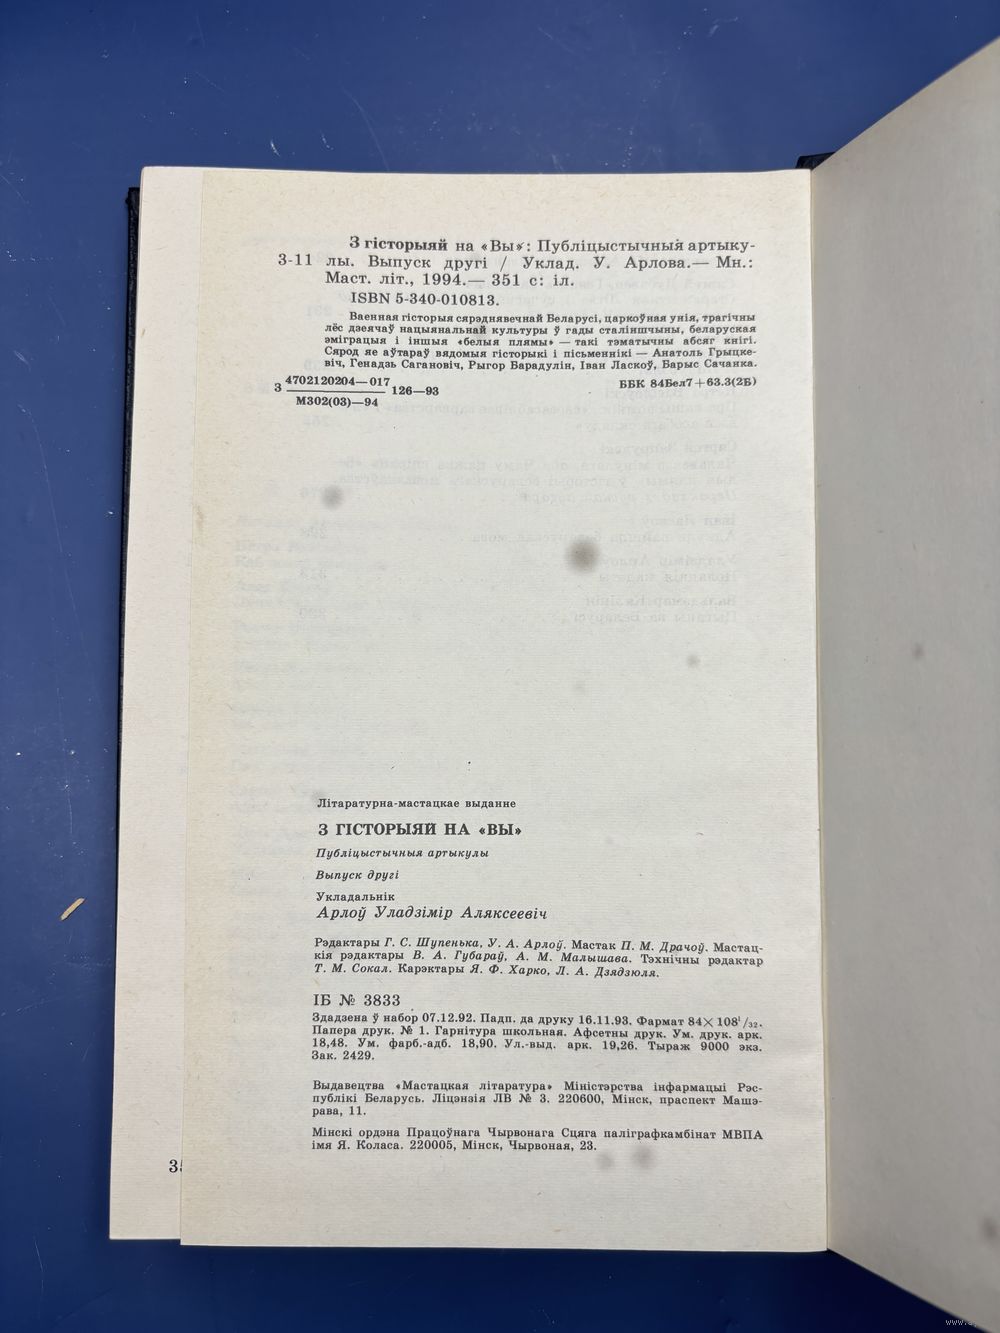 З гісторыяй на «Вы»: Публіцыстычныя артыку-
З-11 лы. Выпуск другі / Уклад. У. Арлова.— Мн.:
Маст. літ., 1994.— 351 с: іл.
ISBN 5-340-010813.
Ваенная гісторыя сярэднявечнай Беларусі, царкоўная унія, трагічны
лёс дзеячаў нацыянальнай культуры ў гады сталіншчыны, беларуская
эміграцыя і іншыя «белыя плямы» — такі тэматычны абсяг кнігі.
Сярод яе аўтараў вядомыя гісторыкі і пісьменнікі — Анатоль Грыцке-
віч, Генадзь Сагановіч, Рыгор Барадулін, Іван Ласкоў, Барыс Сачанка.
4702120204—017
З 126—93
М302(03)—94
ББК 84Бел7+63.3(2Б)
Літаратурна-мастацкае выданне
З ГІСТОРЫЯЙ НА «ВЫ»
Публіцыстычныя артыкулы
Выпуск другі
Укладальнік
Арлоў Уладзімір Аляксеевіч
Рэдактары Г. С. Шупенька, У. А. Арлоў. Мастак П. М. Драчоў. Мастац-
кія рэдактары В. А. Губараў, А. М. Малышава. Тэхнічны рэдактар
Т. М. Сокал. Карэктары Я. Ф. Харко, Л. А. Дзядзюля.
ІБ № 3833
Здадзена ў набор 07.12.92. Падп. да друку 16.11.93. Фармат 84×108¹/₃₂.
Папера друк. № 1. Гарнітура школьная. Афсетны друк. Ум. друк. арк.
18,48. Ум. фарб.-адб. 18,90. Ул.-выд. арк. 19,26. Тыраж 9000 экз.
Зак. 2429.
Выдавецтва «Мастацкая літаратура» Міністэрства інфармацыі Рэс-
публікі Беларусь. Ліцэнзія ЛВ № 3. 220600, Мінск, праспект Машэ-
рава, 11.
Мінскі ордэна Працоўнага Чырвонага Сцяга паліграфкамбінат МВПА
імя Я. Коласа. 220005, Мінск, Чырвоная, 23.